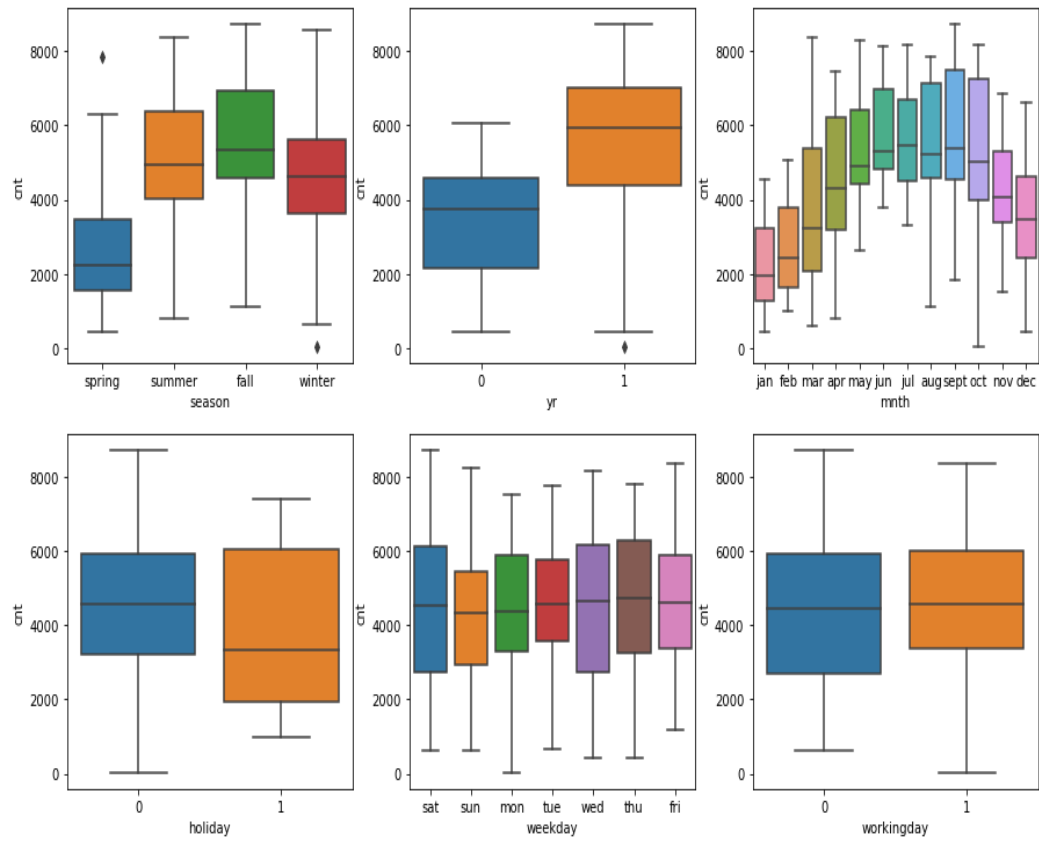 cnt
8000
6000
4000
2000
0
spring summer fall winter
season
cnt
8000
6000
4000
2000
0
0 1
yr
cnt
8000
6000
4000
2000
0
jan feb mar apr may jun jul aug sept oct nov dec
mnth
cnt
8000
6000
4000
2000
0
0 1
holiday
cnt
8000
6000
4000
2000
0
sat sun mon tue wed thu fri
weekday
cnt
8000
6000
4000
2000
0
0 1
workingday